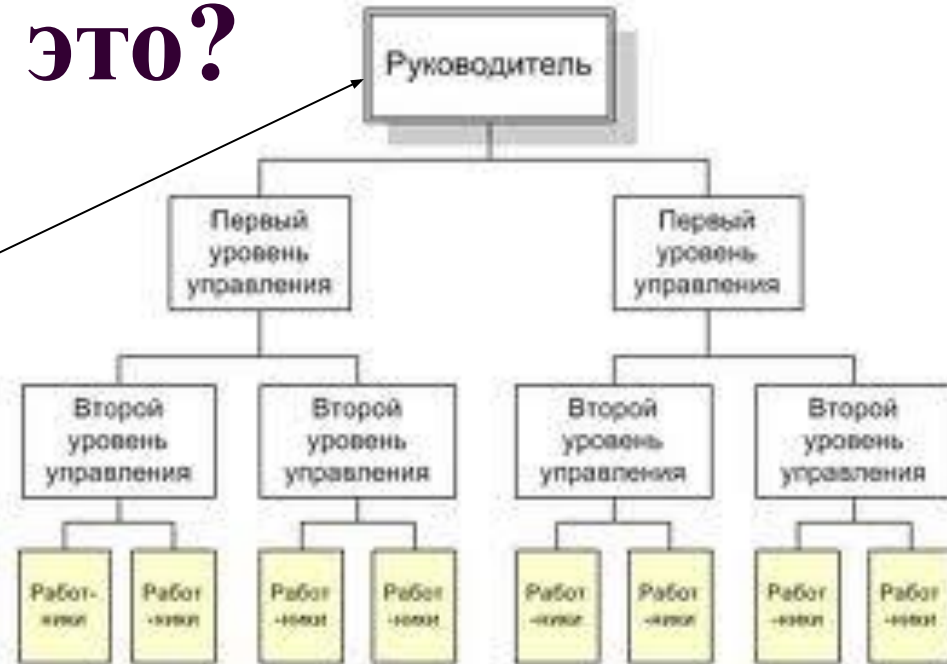 это?
Руководитель
Первый
уровень
управления
Первый
уровень
управления
Второй
уровень
управления
Второй
уровень
управления
Второй
уровень
управления
Второй
уровень
управления
Работ-
ники
Работ
-ники
Работ
-ники
Работ
-ники
Работ
-ники
Работ
-ники
Работ
-ники
Работ
-ники